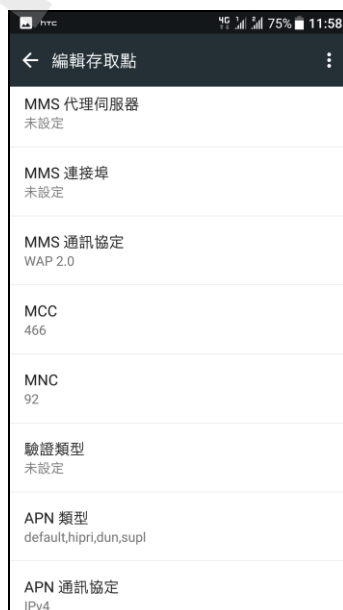 hTC
4G 75% 11:58
編輯存取點
MMS 代理伺服器
未設定
MMS 連接埠
未設定
MMS 通訊協定
WAP 2.0
MCC
466
MNC
92
驗證類型
未設定
APN 類型
default,hipri,dun,supl
APN 通訊協定
IPv4